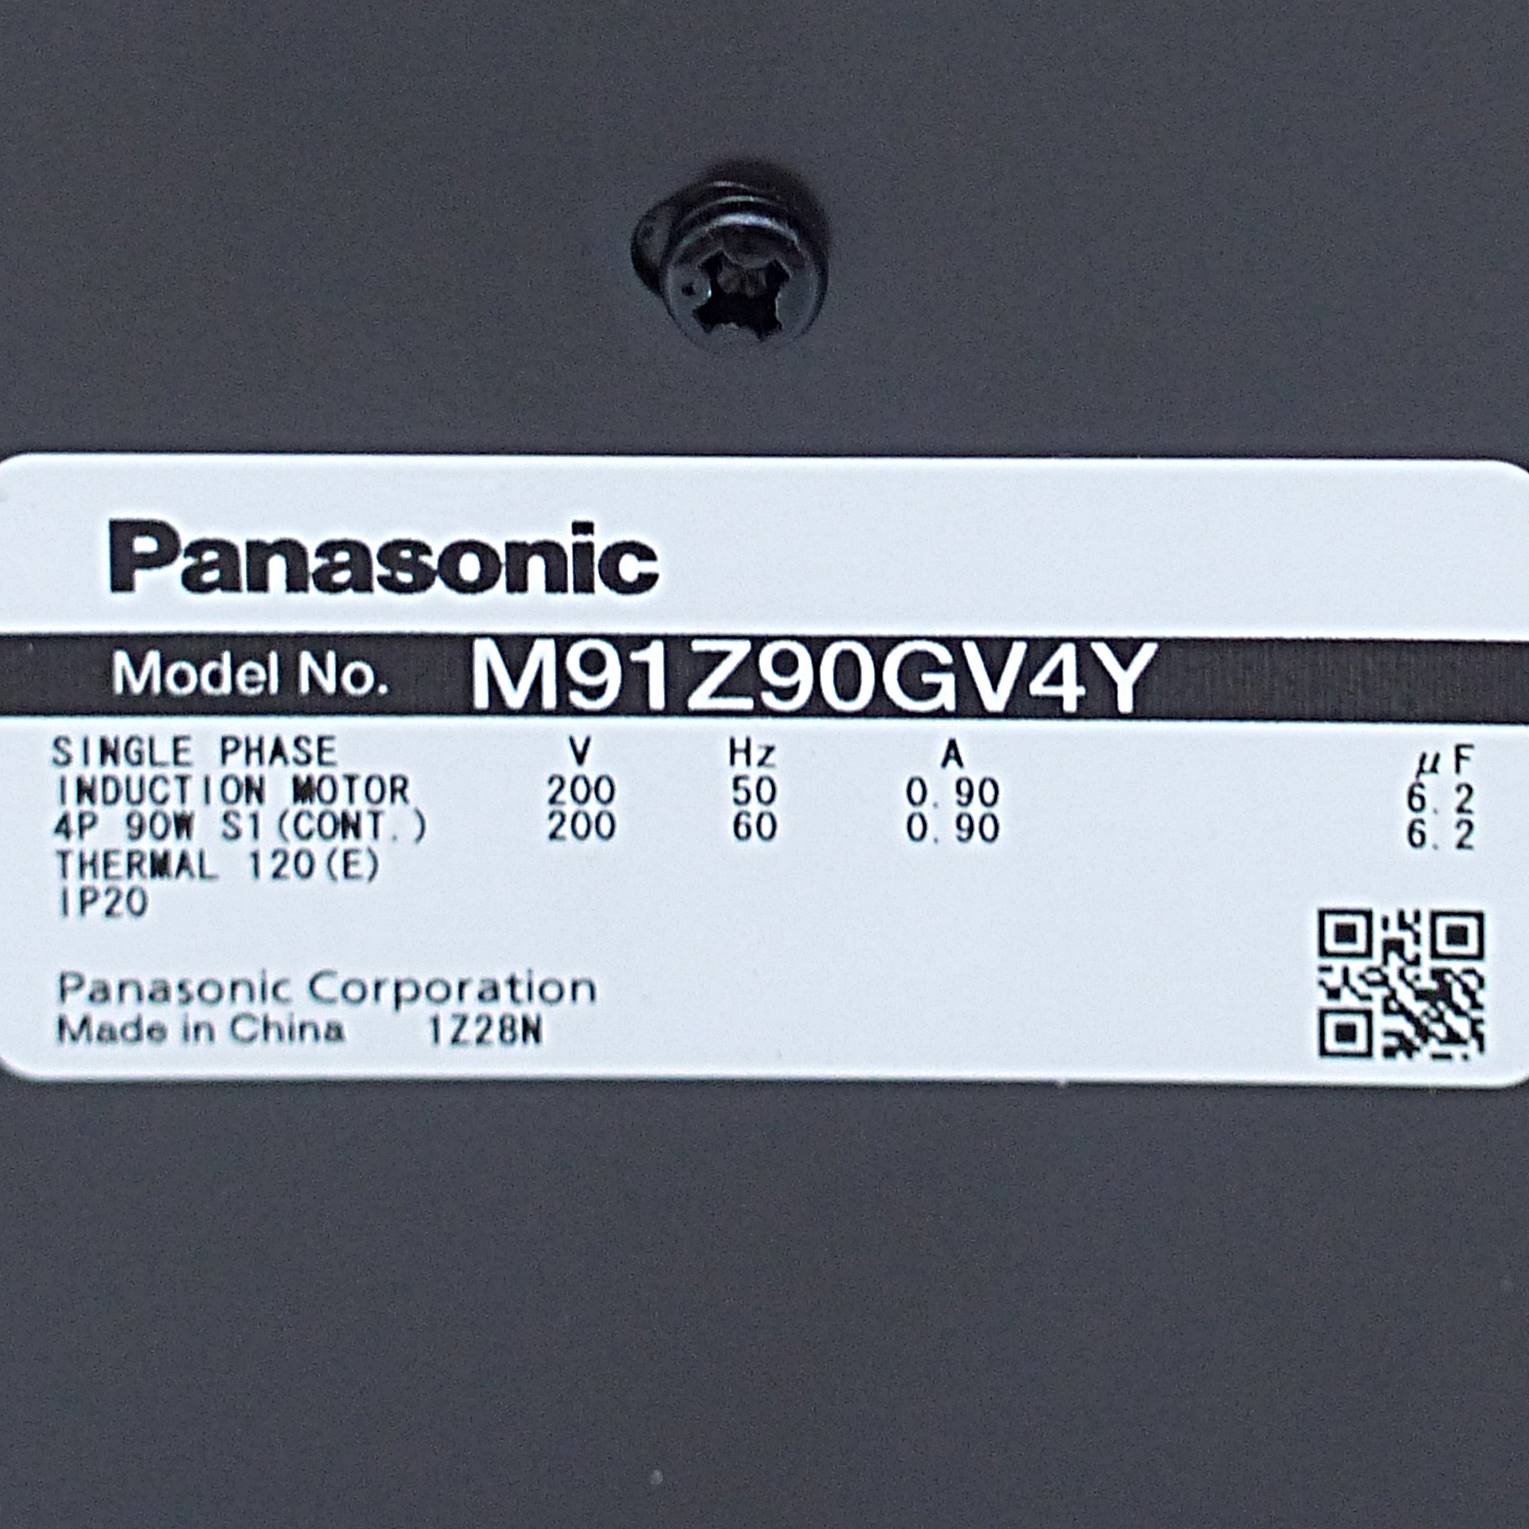 Panasonic
Model No. M91Z90GV4Y
SINGLE PHASE V Hz A µF
INDUCTION MOTOR 200 50 0.90 6.2
4P 90W S1(CONT.) 200 60 0.90 6.2
THERMAL 120(E)
IP20
Panasonic Corporation
Made in China 1Z28N